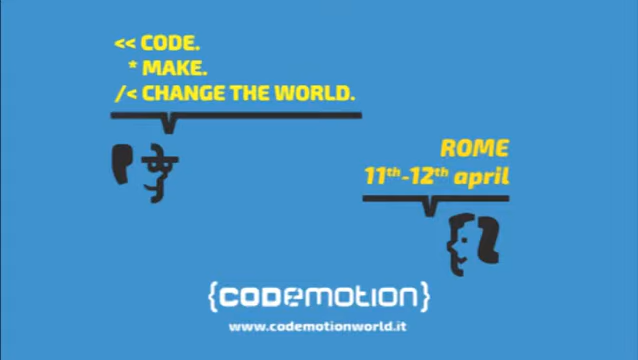 << CODE.
* MAKE.
/< CHANGE THE WORLD.
ROME
11th-12th april
{CODemotion}
www.codemotionworld.it